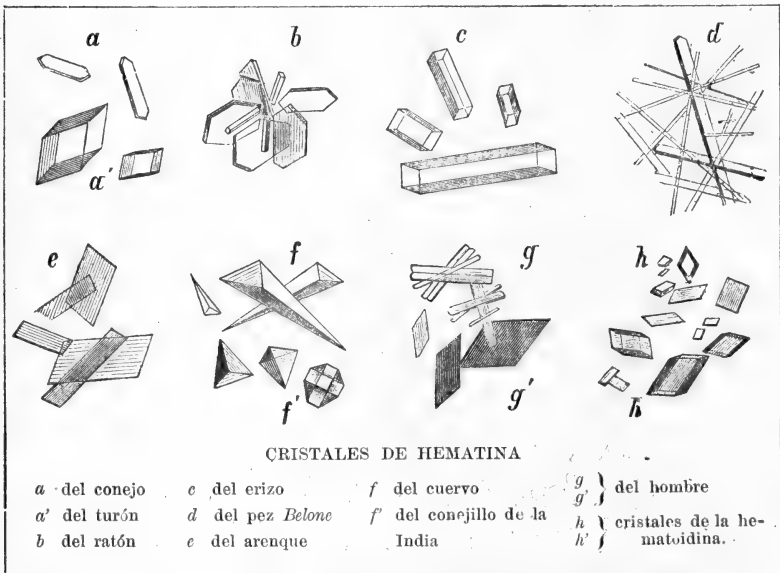 a b c d
a'
e f g h
f' g' h
CRISTALES DE HEMATINA
a del conejo c del erizo f del cuervo g } del hombre
g'
a' del turón d del pez Belone f' del conejillo de la h } cristales de la he-
b del ratón e del arenque India h' matoidina.